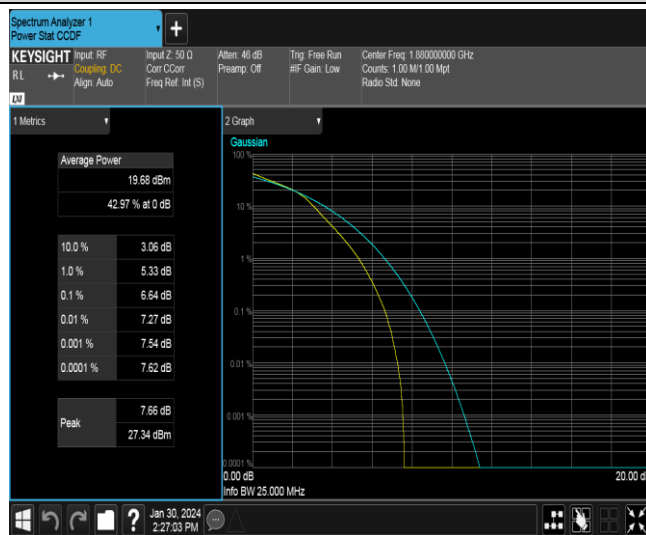 Spectrum Analyzer 1
Power Stat CCDF
KEYSIGHT
RL
LXI
Input: RF
Coupling: DC
Align: Auto
Input Z: 50 Ω
Corr CCorr
Freq Ref: Int (S)
Atten: 46 dB
Preamp: Off
Trig: Free Run
#IF Gain: Low
Center Freq: 1.880000000 GHz
Counts: 1.00 M/1.00 Mpt
Radio Std: None
1 Metrics
Average Power
19.68 dBm
42.97 % at 0 dB
10.0 % 3.06 dB
1.0 % 5.33 dB
0.1 % 6.64 dB
0.01 % 7.27 dB
0.001 % 7.54 dB
0.0001 % 7.62 dB
Peak
7.66 dB
27.34 dBm
2 Graph
Gaussian
100 %
10 %
1 %
0.1 %
0.01 %
0.001 %
0.0001 %
0.00 dB
20.00 d
Info BW 25.000 MHz
?
Jan 30, 2024
2:27:03 PM